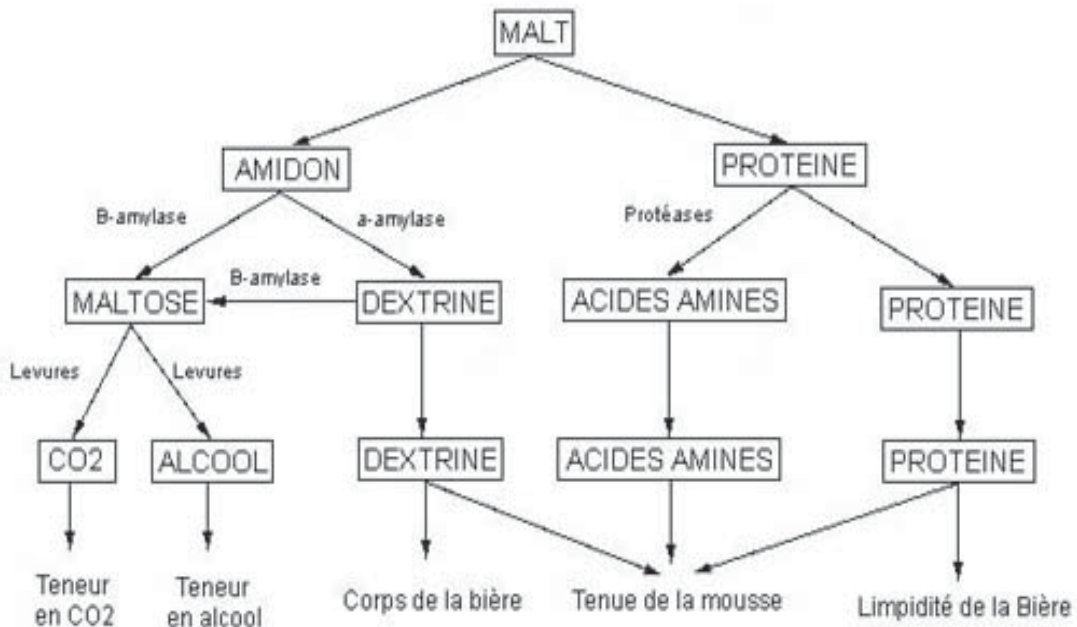 MALT
AMIDON
PROTEINE
B-amylase
a-amylase
Protéases
B-amylase
MALTOSE
DEXTRINE
ACIDES AMINES
PROTEINE
Levures
Levures
CO2
ALCOOL
DEXTRINE
ACIDES AMINES
PROTEINE
Teneur
en CO2
Teneur
en alcool
Corps de la bière
Tenue de la mousse
Limpidité de la Bière